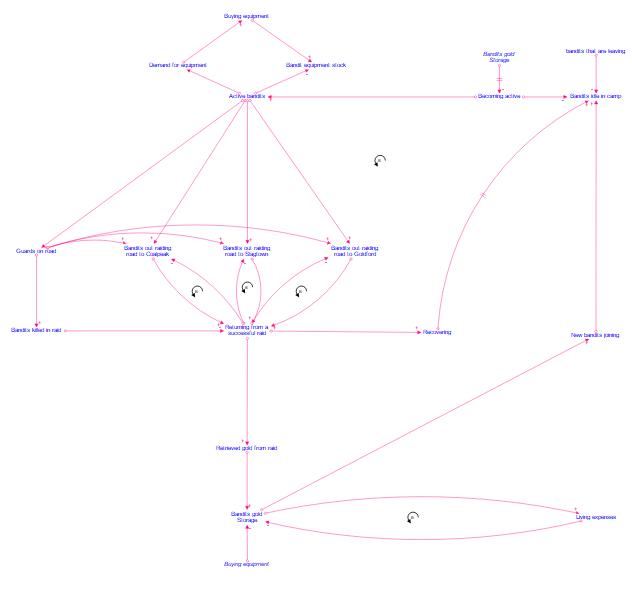 Buying equipment
Bandits gold
Storage
bandits that are leaving
Demand for equipment
Bandit equipment stock
Active bandits
Becoming active
Bandits idle in camp
Guards on road
Bandits out raiding
road to Coalpeak
Bandits out raiding
road to Stagtown
Bandits out raiding
road to Goldford
Bandits killed in raid
Returning from a
successful raid
Recovering
New bandits joining
Retrieved gold from raid
Bandits gold
Storage
Living expenses
Buying equipment